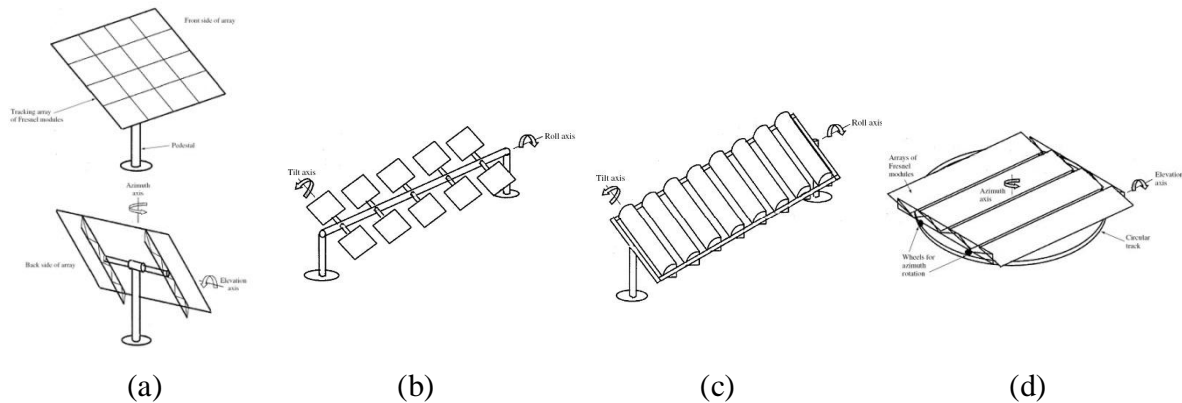 Front side of array
Tracking array
of Fresnel modules
Pedestal
Azimuth
axis
Back side of array
Elevation
axis
Tilt axis
Roll axis
Tilt axis
Roll axis
Arrays of
Fresnel
modules
Azimuth
axis
Elevation
axis
Circular
track
Wheels for
azimuth
rotation
(a)
(b)
(c)
(d)